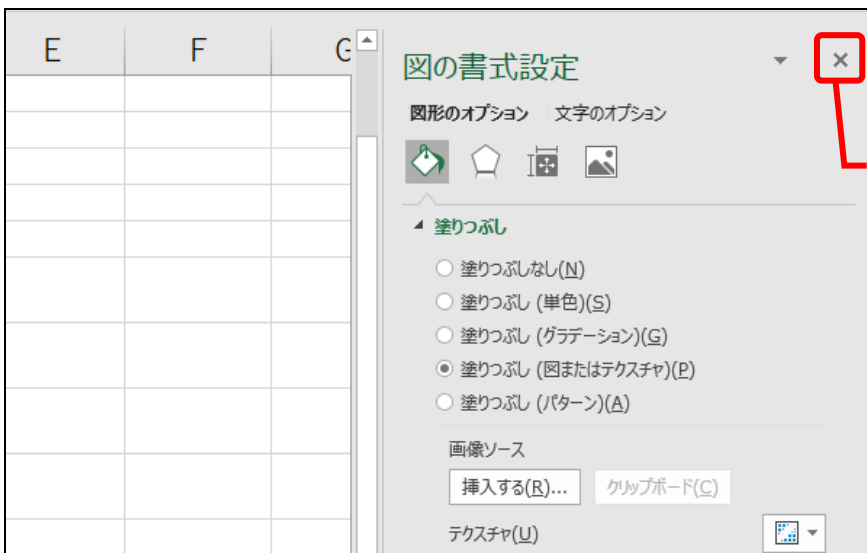 E F G
図の書式設定
図形のオプション 文字のオプション
塗りつぶし
塗りつぶしなし(N)
塗りつぶし (単色)(S)
塗りつぶし (グラデーション)(G)
塗りつぶし (図またはテクスチャ)(P)
塗りつぶし (パターン)(A)
画像ソース
挿入する(R)... クリップボード(C)
テクスチャ(U)